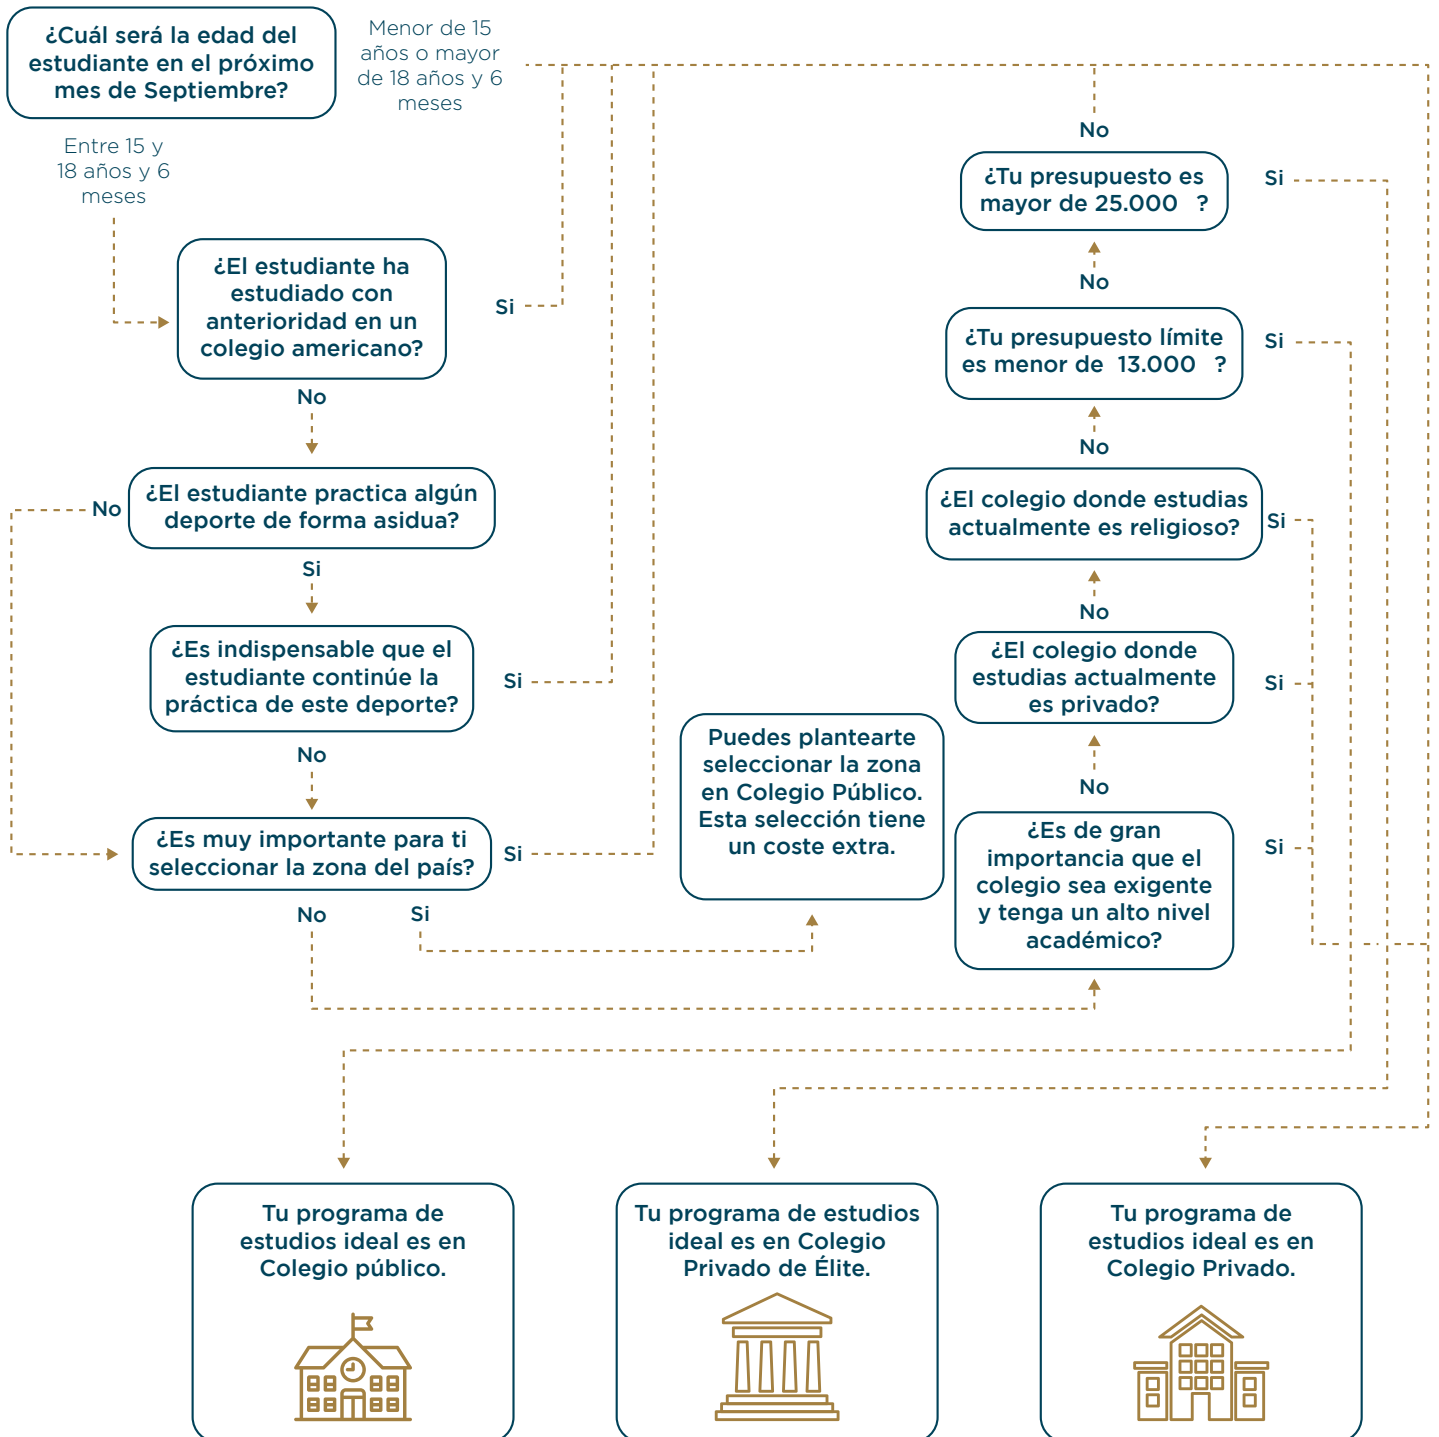 ¿Cuál será la edad del
estudiante en el próximo
mes de Septiembre?
Menor de 15
años o mayor
de 18 años y 6
meses
Entre 15 y
18 años y 6
meses
¿El estudiante ha
estudiado con
anterioridad en un
colegio americano?
Si
No
¿El estudiante practica algún
deporte de forma asidua?
No
Si
¿Es indispensable que el
estudiante continúe la
práctica de este deporte?
Si
No
¿Es muy importante para ti
seleccionar la zona del país?
Si
No
Si
Puedes plantearte
seleccionar la zona
en Colegio Público.
Esta selección tiene
un coste extra.
¿Es de gran
importancia que el
colegio sea exigente
y tenga un alto nivel
académico?
Si
No
¿El colegio donde
estudias actualmente
es privado?
Si
No
¿El colegio donde estudias
actualmente es religioso?
Si
No
¿Tu presupuesto límite
es menor de 13.000 ?
Si
No
¿Tu presupuesto es
mayor de 25.000 ?
Si
No
Tu programa de
estudios ideal es en
Colegio público.
Tu programa de estudios
ideal es en Colegio
Privado de Élite.
Tu programa de
estudios ideal es en
Colegio Privado.